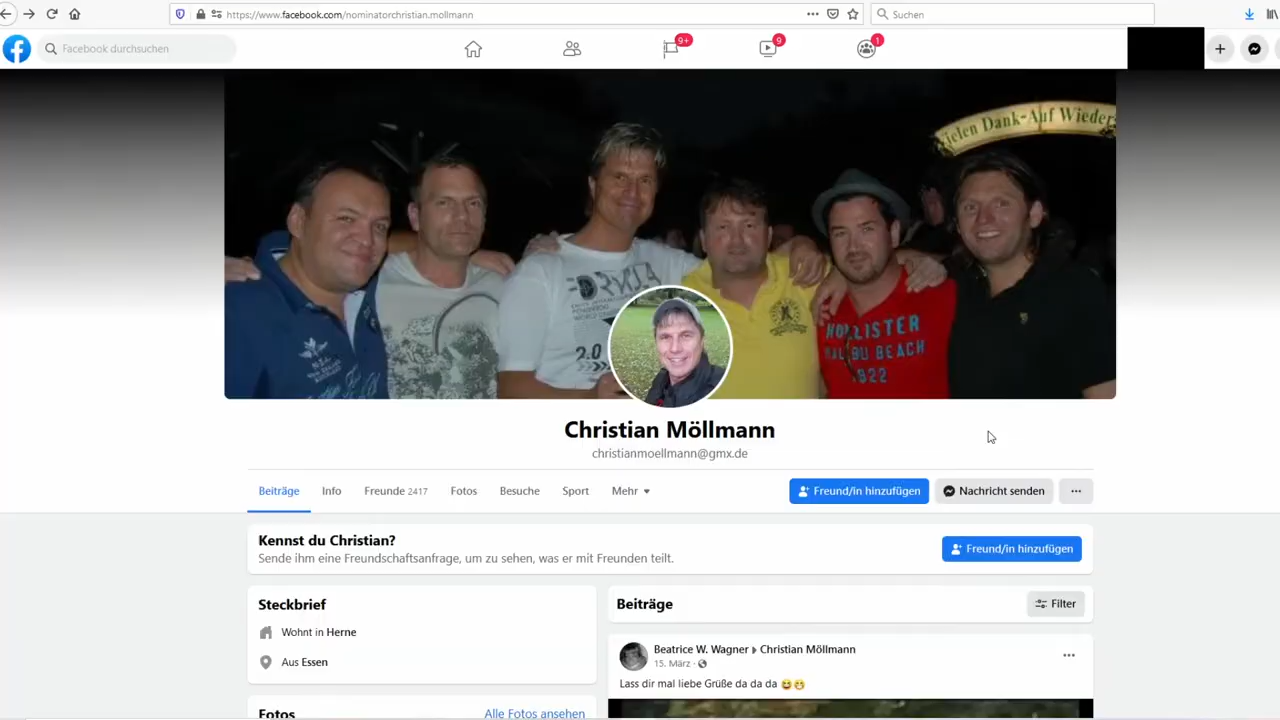 https://www.facebook.com/nominatorchristian.mollmann
Suchen
Facebook durchsuchen
9+
9
1
ielen Dank-Auf Wieder
2.0
HOLLISTER
MALIBU BEACH
1822
Christian Möllmann
christianmoellmann@gmx.de
Beiträge
Info
Freunde 2417
Fotos
Besuche
Sport
Mehr
Freund/in hinzufügen
Nachricht senden
Kennst du Christian?
Sende ihm eine Freundschaftsanfrage, um zu sehen, was er mit Freunden teilt.
Freund/in hinzufügen
Steckbrief
Wohnt in Herne
Aus Essen
Fotos
Alle Fotos ansehen
Beiträge
Filter
Beatrice W. Wagner ▸ Christian Möllmann
15. März ·
Lass dir mal liebe Grüße da da da 😂😁